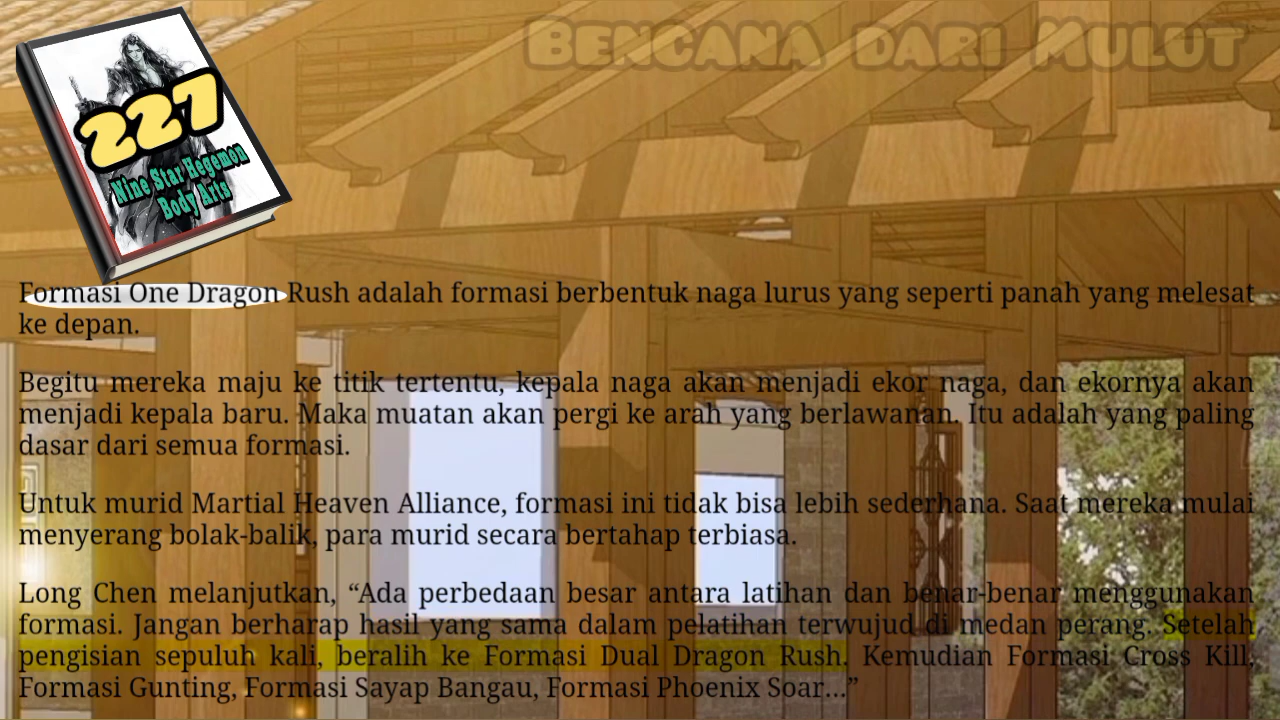 Bencana dari Mulut
227
Nine Star Hegemon
Body Arts
Formasi One Dragon Rush adalah formasi berbentuk naga lurus yang seperti panah yang melesat
ke depan.
Begitu mereka maju ke titik tertentu, kepala naga akan menjadi ekor naga, dan ekornya akan
menjadi kepala baru. Maka muatan akan pergi ke arah yang berlawanan. Itu adalah yang paling
dasar dari semua formasi.
Untuk murid Martial Heaven Alliance, formasi ini tidak bisa lebih sederhana. Saat mereka mulai
menyerang bolak-balik, para murid secara bertahap terbiasa.
Long Chen melanjutkan, “Ada perbedaan besar antara latihan dan benar-benar menggunakan
formasi. Jangan berharap hasil yang sama dalam pelatihan terwujud di medan perang. Setelah
pengisian sepuluh kali, beralih ke Formasi Dual Dragon Rush. Kemudian Formasi Cross Kill,
Formasi Gunting, Formasi Sayap Bangau, Formasi Phoenix Soar...”